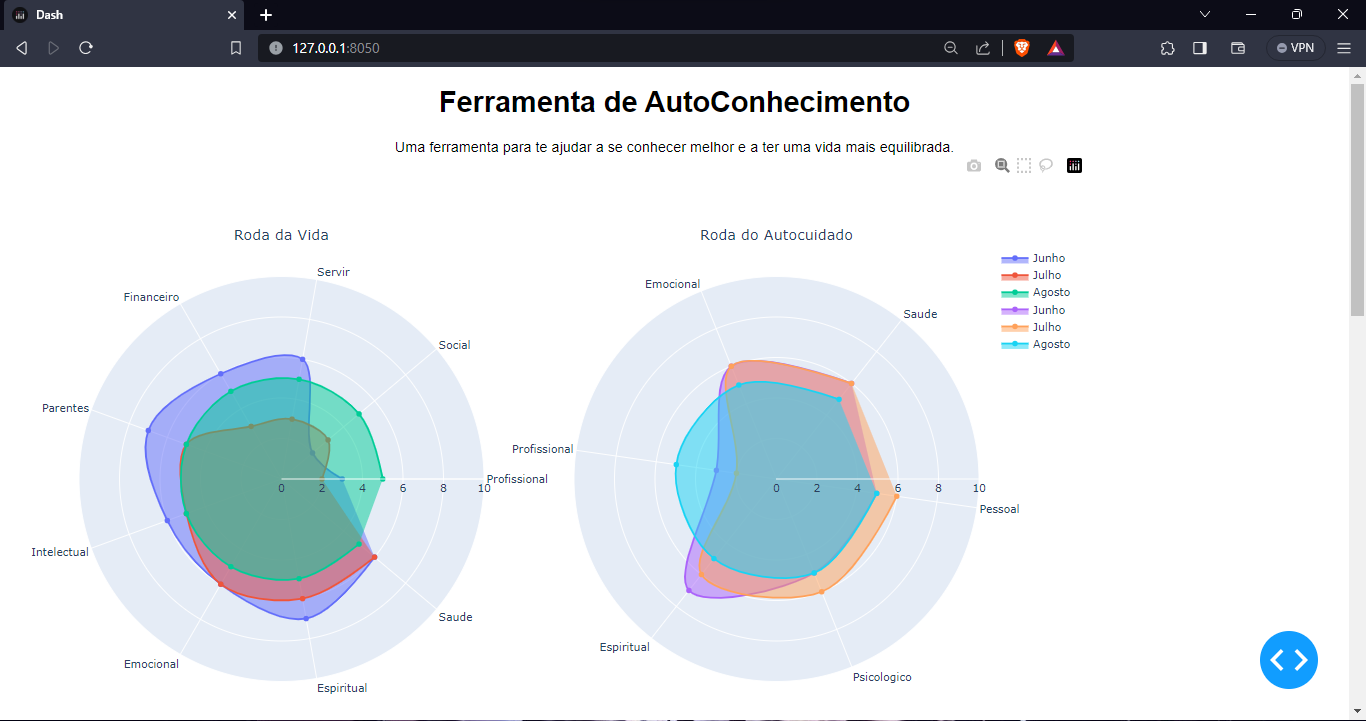 Dash
127.0.0.1:8050
VPN
Ferramenta de AutoConhecimento
Uma ferramenta para te ajudar a se conhecer melhor e a ter uma vida mais equilibrada.
Roda da Vida
Servir
Financeiro
Social
Parentes
Profissional
0 2 4 6 8 10
Intelectual
Saude
Emocional
Espiritual
Roda do Autocuidado
Emocional
Saude
Profissional
0 2 4 6 8 10
Pessoal
Espiritual
Psicologico
Junho
Julho
Agosto
Junho
Julho
Agosto